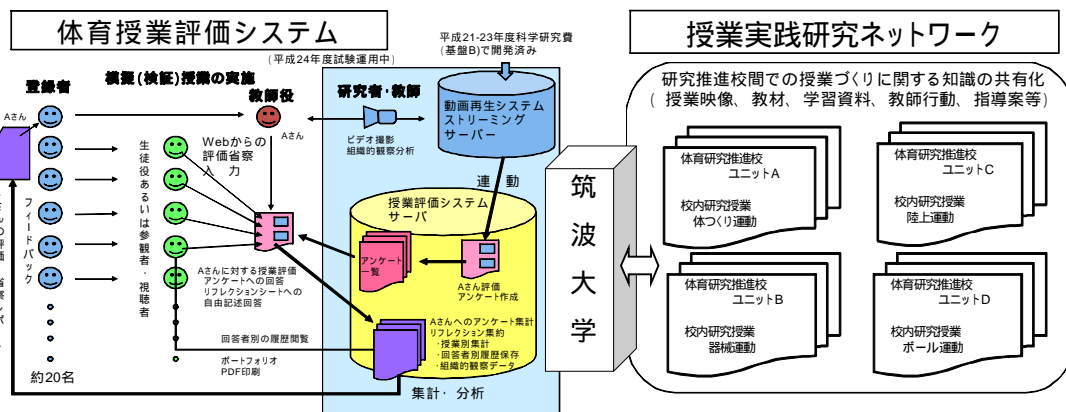 体育授業評価システム
(平成24年度試験運用中)
平成21-23年度科学研究費
(基盤B)で開発済み
登録者
模擬(検証)授業の実施
教師役
研究者・教師
Aさん
Aさん
ビデオ撮影
組織的観察分析
動画再生システム
ストリーミング
サーバー
Webからの
評価省察
入 力
生徒役あるいは参観者・視聴者
フィードバック
連 動
授業評価システム
サーバ
アンケート
一覧
Aさん評価
アンケート作成
Aさんに対する授業評価
アンケートへの回答
リフレクションシートへの
自由記述回答
Aさんへのアンケート集計
リフレクション集約
・授業別集計
・回答者別履歴保存
・組織的観察データ
回答者別の履歴閲覧
ポートフォリオ
PDF印刷
約20名
集計・分析
筑波大学
授業実践研究ネットワーク
研究推進校間での授業づくりに関する知識の共有化
( 授業映像、教材、学習資料、教師行動、指導案等)
体育研究推進校
ユニットA
校内研究授業
体つくり運動
体育研究推進校
ユニットC
校内研究授業
陸上運動
体育研究推進校
ユニットB
校内研究授業
器械運動
体育研究推進校
ユニットD
校内研究授業
ボール運動